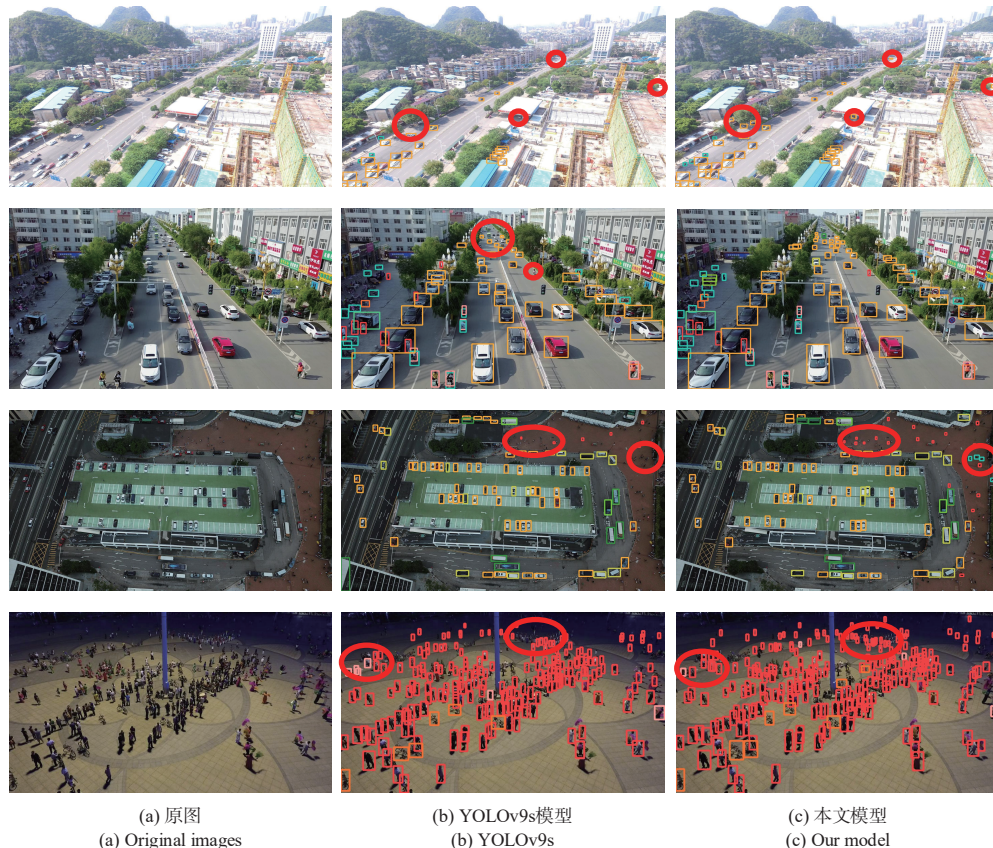 (a) 原图
(a) Original images
(b) YOLOv9s模型
(b) YOLOv9s
(c) 本文模型
(c) Our model